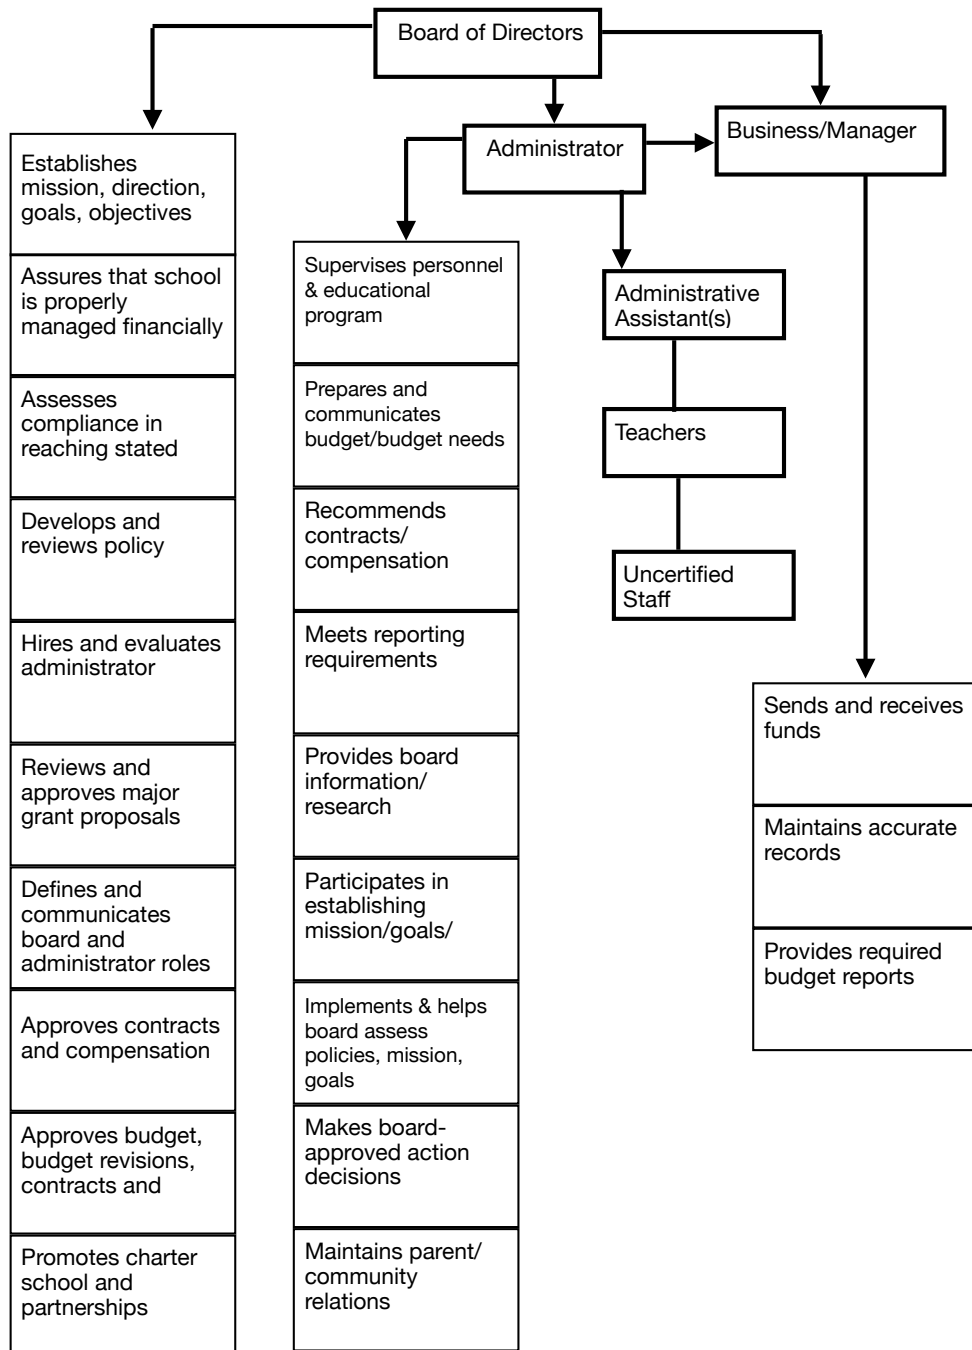 Board of Directors
Administrator
Business/Manager
Establishes
mission, direction,
goals, objectives
Assures that school
is properly
managed financially
Assesses
compliance in
reaching stated
Develops and
reviews policy
Hires and evaluates
administrator
Reviews and
approves major
grant proposals
Defines and
communicates
board and
administrator roles
Approves contracts
and compensation
Approves budget,
budget revisions,
contracts and
Promotes charter
school and
partnerships
Supervises personnel
& educational
program
Prepares and
communicates
budget/budget needs
Recommends
contracts/
compensation
Meets reporting
requirements
Provides board
information/
research
Participates in
establishing
mission/goals/
Implements & helps
board assess
policies, mission,
goals
Makes board-
approved action
decisions
Maintains parent/
community
relations
Administrative
Assistant(s)
Teachers
Uncertified
Staff
Sends and receives
funds
Maintains accurate
records
Provides required
budget reports